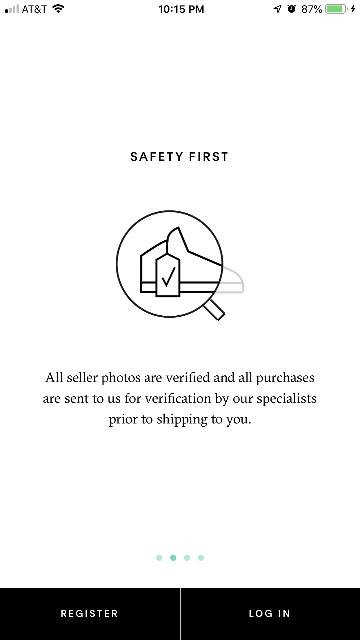 AT&T 10:15 PM 87%
SAFETY FIRST
All seller photos are verified and all purchases
are sent to us for verification by our specialists
prior to shipping to you.
REGISTER LOG IN